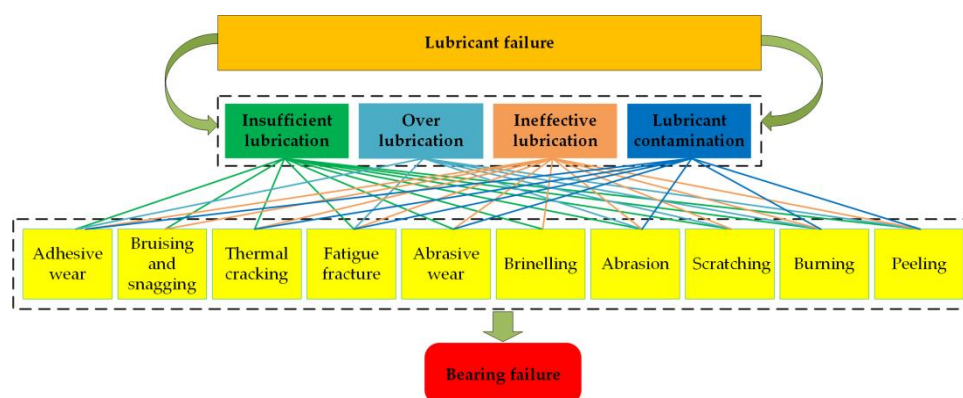 Lubricant failure
Insufficient
lubrication
Over
lubrication
Ineffective
lubrication
Lubricant
contamination
Adhesive
wear
Bruising
and
snagging
Thermal
cracking
Fatigue
fracture
Abrasive
wear
Brinelling
Abrasion
Scratching
Burning
Peeling
Bearing failure